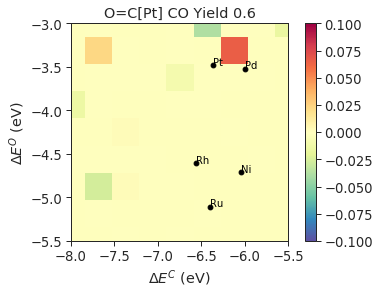 O=C[Pt] CO Yield 0.6
−3.0
−3.5
−4.0
−4.5
−5.0
−5.5
ΔE^O (eV)
Pt
Pd
Rh
Ni
Ru
−8.0 −7.5 −7.0 −6.5 −6.0 −5.5
ΔE^C (eV)
0.100
0.075
0.050
0.025
0.000
−0.025
−0.050
−0.075
−0.100